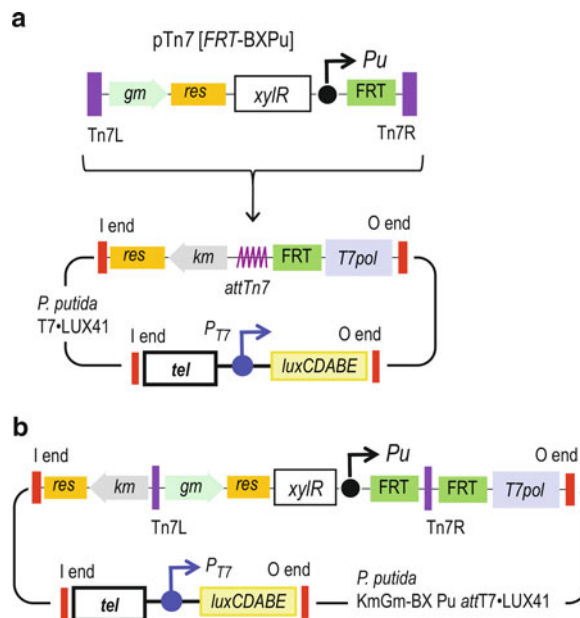 a
pTn7 [FRT-BXPu]
Pu
gm res xylR FRT
Tn7L Tn7R
I end O end
res km FRT T7pol
attTn7
P. putida
T7•LUX41
I end PT7 O end
tel luxCDABE
b
I end Pu O end
res km gm res xylR FRT FRT T7pol
Tn7L Tn7R
I end PT7 O end
tel luxCDABE
P. putida
KmGm-BX Pu attT7•LUX41